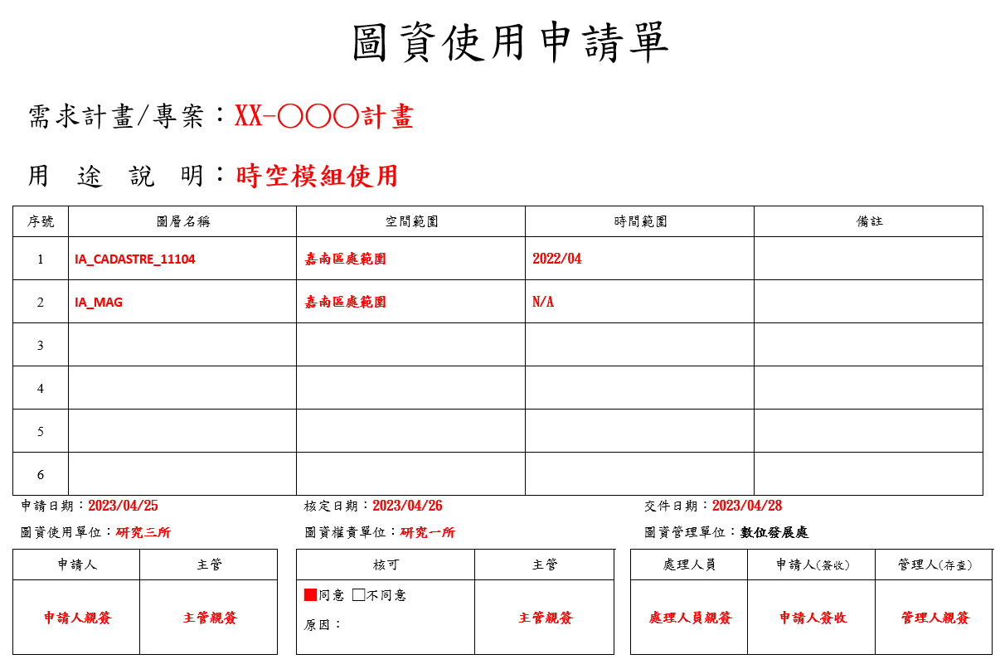 圖資使用申請單
需求計畫/專案：XX-〇〇〇計畫
用途說明：時空模組使用
序號 圖層名稱 空間範圍 時間範圍 備註
1 IA_CADASTRE_11104 嘉南區處範圍 2022/04
2 IA_MAG 嘉南區處範圍 N/A
3
4
5
6
申請日期：2023/04/25 核定日期：2023/04/26 交件日期：2023/04/28
圖資使用單位：研究三所 圖資權責單位：研究一所 圖資管理單位：數位發展處
申請人 主管 核可 主管 處理人員 申請人(簽收) 管理人(存查)
■同意 □不同意
申請人親簽 主管親簽 原因： 主管親簽 處理人員親簽 申請人簽收 管理人親簽